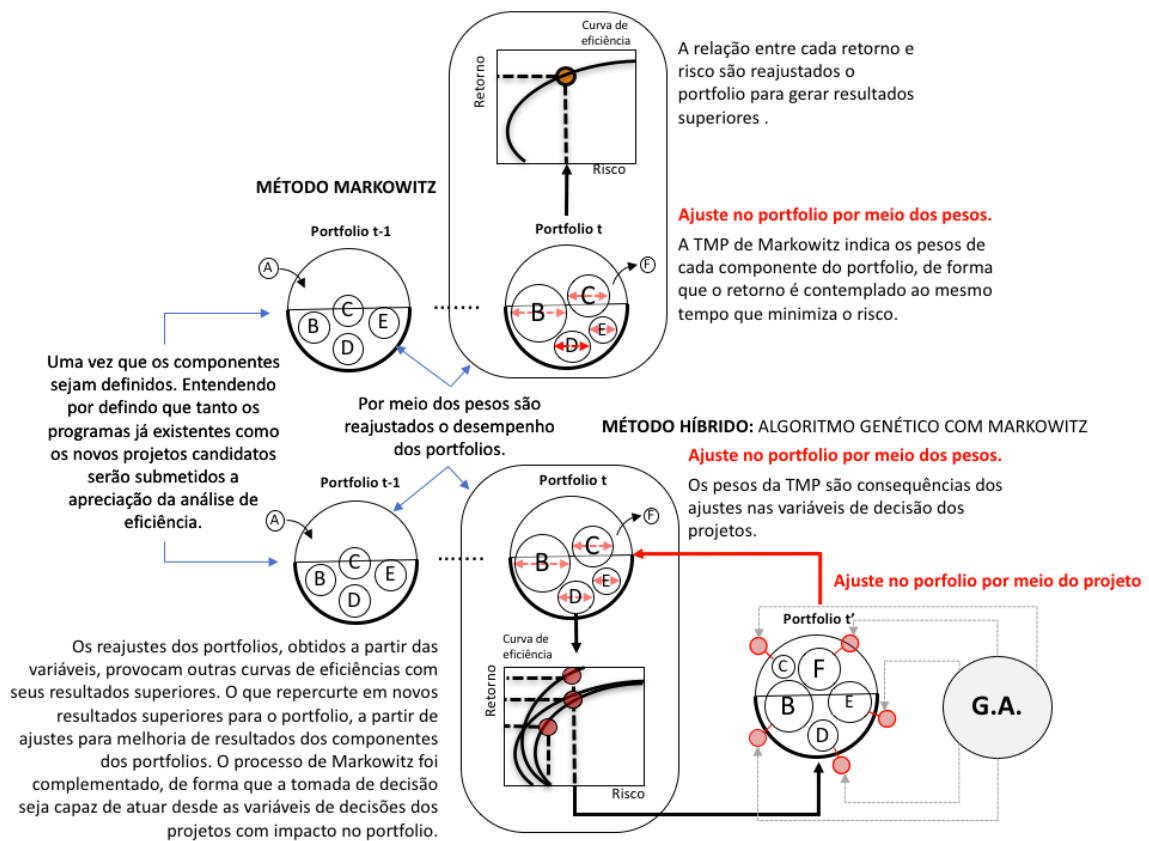 Curva de
eficiência
Retorno
Risco
A relação entre cada retorno e
risco são reajustados o
portfolio para gerar resultados
superiores .
MÉTODO MARKOWITZ
Portfolio t-1
A
B
C
D
E
.......
Portfolio t
B
C
D
E
F
Ajuste no portfolio por meio dos pesos.
A TMP de Markowitz indica os pesos de
cada componente do portfolio, de forma
que o retorno é contemplado ao mesmo
tempo que minimiza o risco.
Uma vez que os componentes
sejam definidos. Entendendo
por defindo que tanto os
programas já existentes como
os novos projetos candidatos
serão submetidos a
apreciação da análise de
eficiência.
Por meio dos pesos são
reajustados o desempenho
dos portfolios.
MÉTODO HÍBRIDO: ALGORITMO GENÉTICO COM MARKOWITZ
Ajuste no portfolio por meio dos pesos.
Os pesos da TMP são consequências dos
ajustes nas variáveis de decisão dos
projetos.
Portfolio t-1
A
B
C
D
E
.......
Portfolio t
B
C
D
E
F
Ajuste no porfolio por meio do projeto
Portfolio t’
C
F
B
E
D
G.A.
Curva de
eficiência
Retorno
Risco
Os reajustes dos portfolios, obtidos a partir das
variáveis, provocam outras curvas de eficiências com
seus resultados superiores. O que repercurte em novos
resultados superiores para o portfolio, a partir de
ajustes para melhoria de resultados dos componentes
dos portfolios. O processo de Markowitz foi
complementado, de forma que a tomada de decisão
seja capaz de atuar desde as variáveis de decisões dos
projetos com impacto no portfolio.